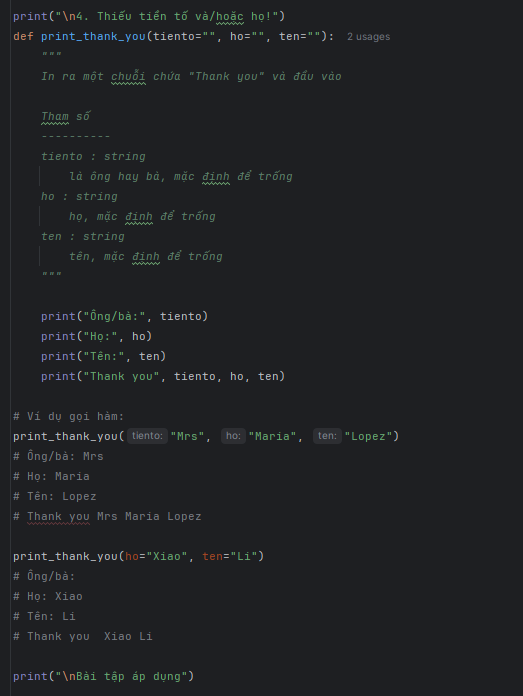 print("\n4. Thiếu tiền tố và/hoặc họ!")
def print_thank_you(tiento="", ho="", ten=""): 2 usages
"""
In ra một chuỗi chứa "Thank you" và đầu vào
Tham số
----------
tiento : string
là ông hay bà, mặc định để trống
ho : string
họ, mặc định để trống
ten : string
tên, mặc định để trống
"""
print("Ông/bà:", tiento)
print("Họ:", ho)
print("Tên:", ten)
print("Thank you", tiento, ho, ten)
# Ví dụ gọi hàm:
print_thank_you(tiento: "Mrs", ho: "Maria", ten: "Lopez")
# Ông/bà: Mrs
# Họ: Maria
# Tên: Lopez
# Thank you Mrs Maria Lopez
print_thank_you(ho="Xiao", ten="Li")
# Ông/bà:
# Họ: Xiao
# Tên: Li
# Thank you  Xiao Li
print("\nBài tập áp dụng")